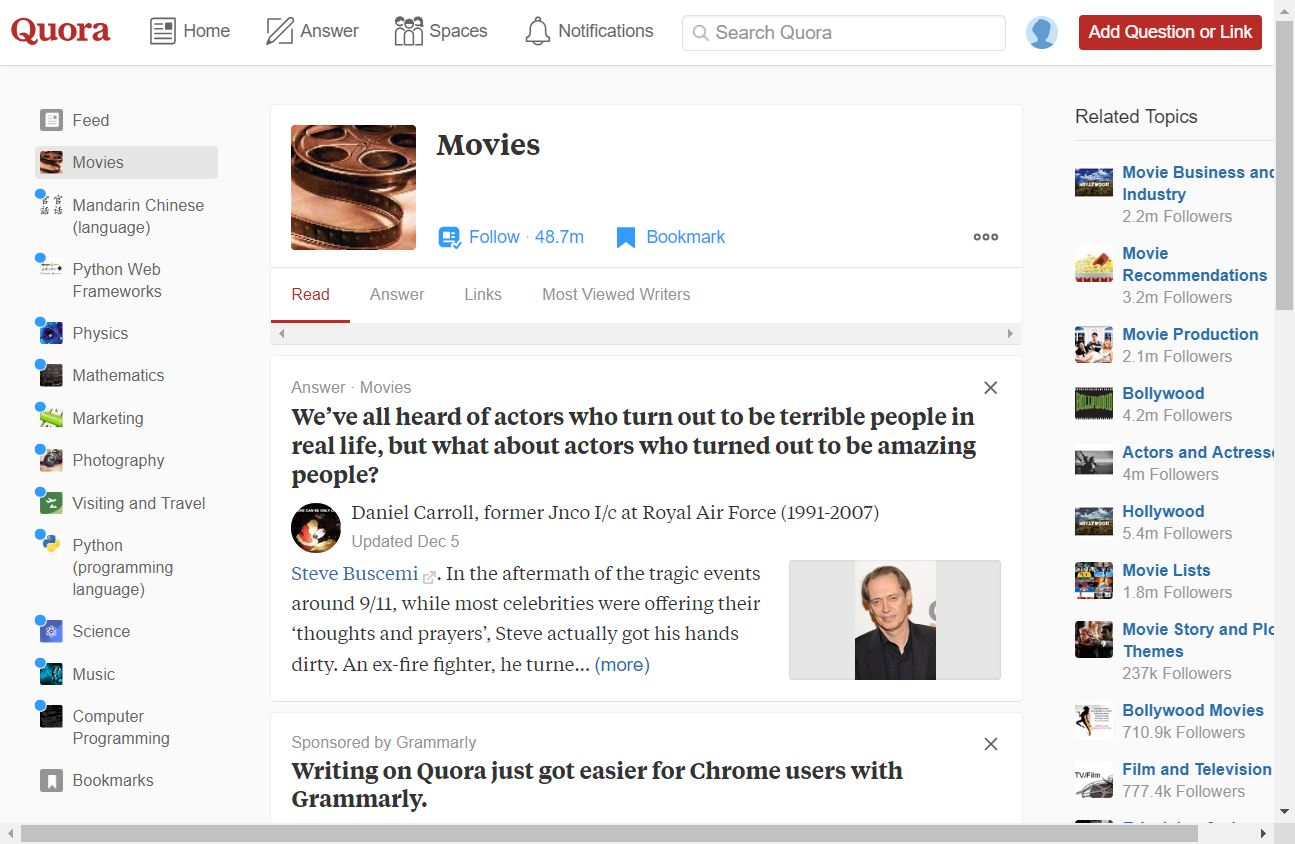 Quora
Home
Answer
Spaces
Notifications
Search Quora
Add Question or Link
Feed
Movies
Mandarin Chinese
(language)
Python Web
Frameworks
Physics
Mathematics
Marketing
Photography
Visiting and Travel
Python
(programming
language)
Science
Music
Computer
Programming
Bookmarks
Movies
Follow · 48.7m
Bookmark
Read
Answer
Links
Most Viewed Writers
Answer · Movies
We’ve all heard of actors who turn out to be terrible people in
real life, but what about actors who turned out to be amazing
people?
Daniel Carroll, former Jnco I/c at Royal Air Force (1991-2007)
Updated Dec 5
Steve Buscemi. In the aftermath of the tragic events
around 9/11, while most celebrities were offering their
‘thoughts and prayers’, Steve actually got his hands
dirty. An ex-fire fighter, he turne... (more)
Sponsored by Grammarly
Writing on Quora just got easier for Chrome users with
Grammarly.
Related Topics
Movie Business and
Industry
2.2m Followers
Movie
Recommendations
3.2m Followers
Movie Production
2.1m Followers
Bollywood
4.2m Followers
Actors and Actresse
4m Followers
Hollywood
5.4m Followers
Movie Lists
1.8m Followers
Movie Story and Plo
Themes
237k Followers
Bollywood Movies
710.9k Followers
Film and Television
777.4k Followers